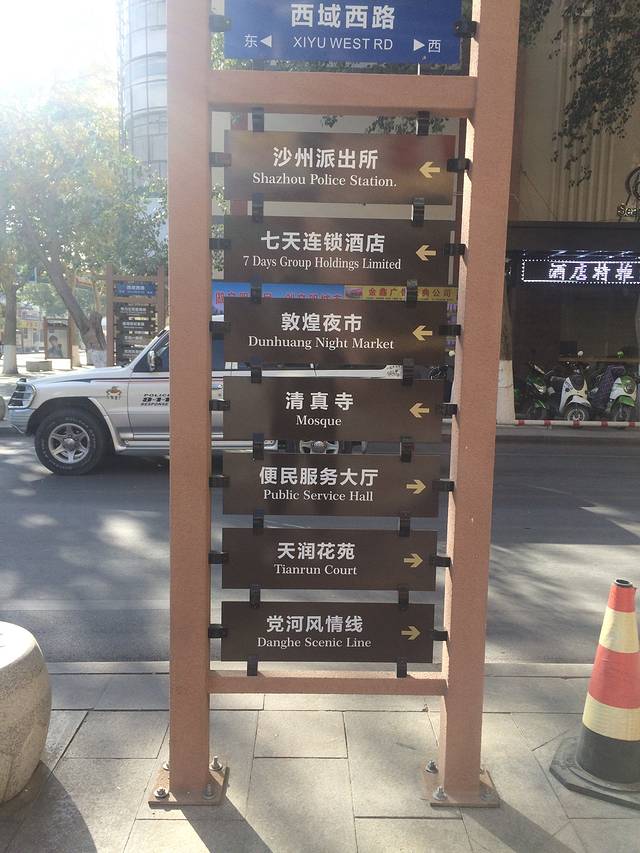 西域西路
东 XIYU WEST RD 西
沙州派出所
Shazhou Police Station.
七天连锁酒店
7 Days Group Holdings Limited
敦煌夜市
Dunhuang Night Market
清真寺
Mosque
便民服务大厅
Public Service Hall
天润花苑
Tianrun Court
党河风情线
Danghe Scenic Line
酒店特推
POLICE